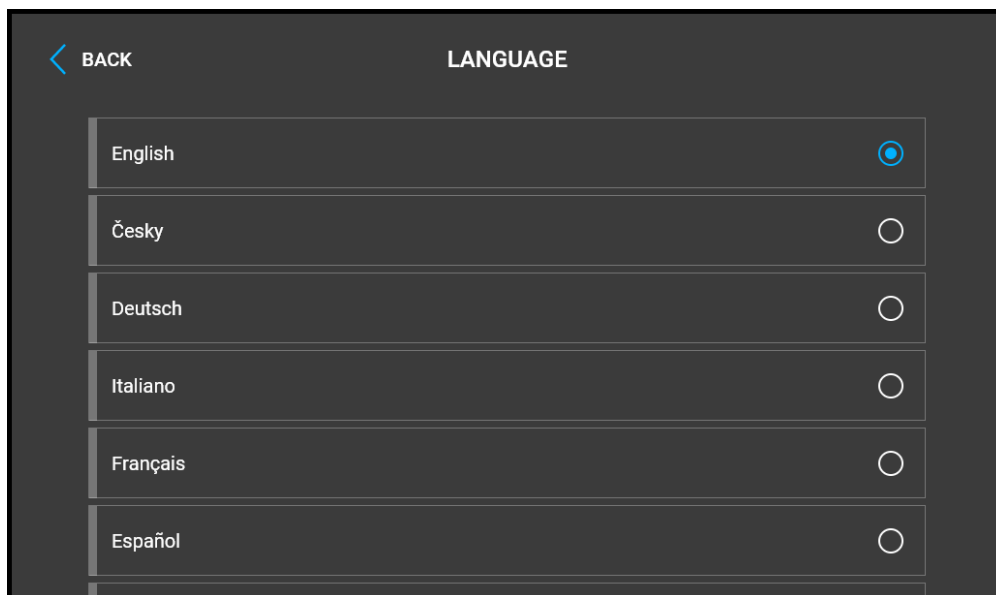 BACK
LANGUAGE
English
Česky
Deutsch
Italiano
Français
Español